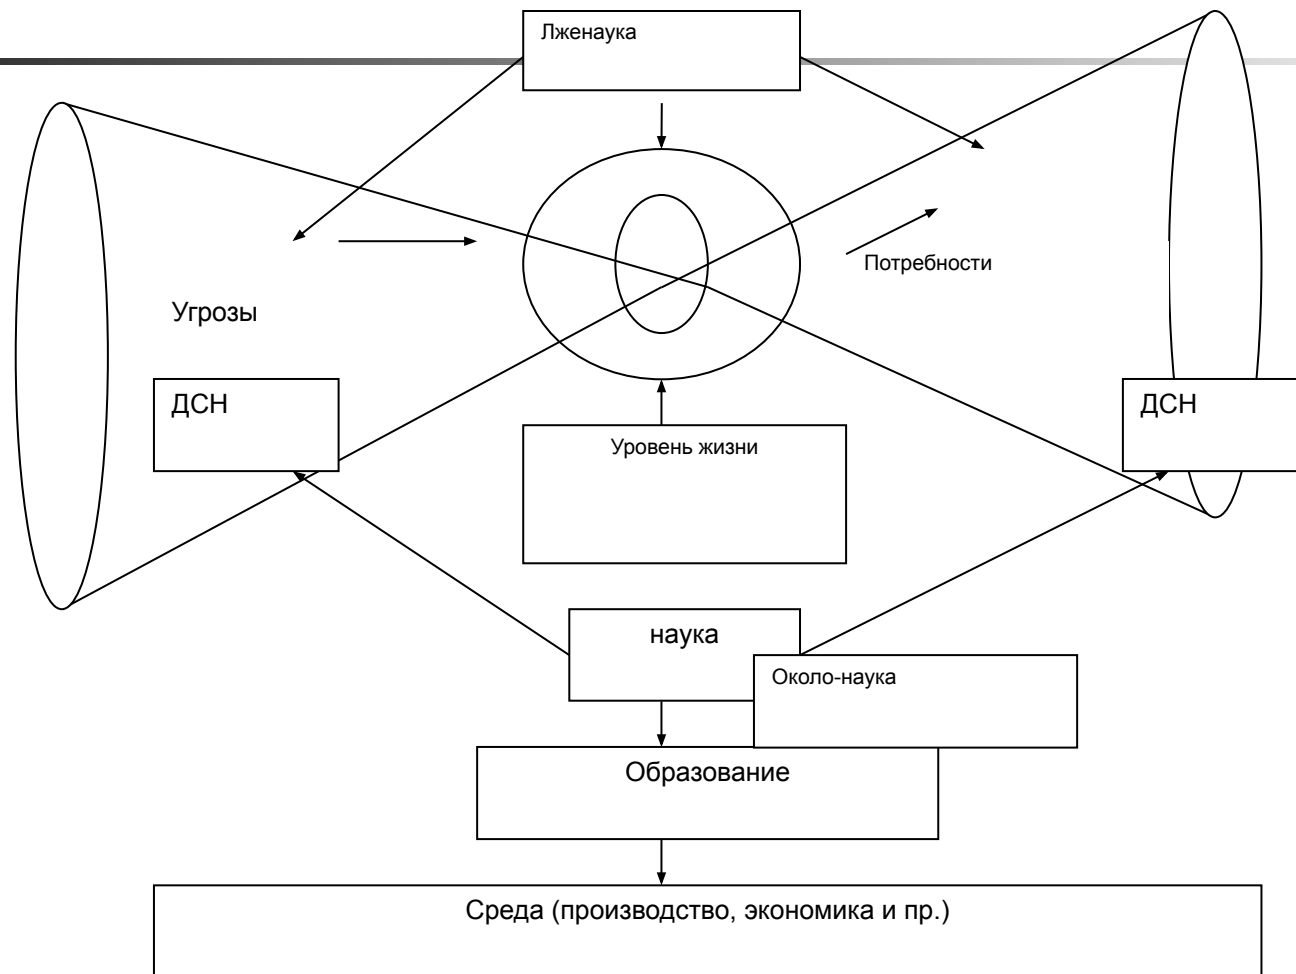 Лженаука
Потребности
Угрозы
ДСН
ДСН
Уровень жизни
наука
Около-наука
Образование
Среда (производство, экономика и пр.)